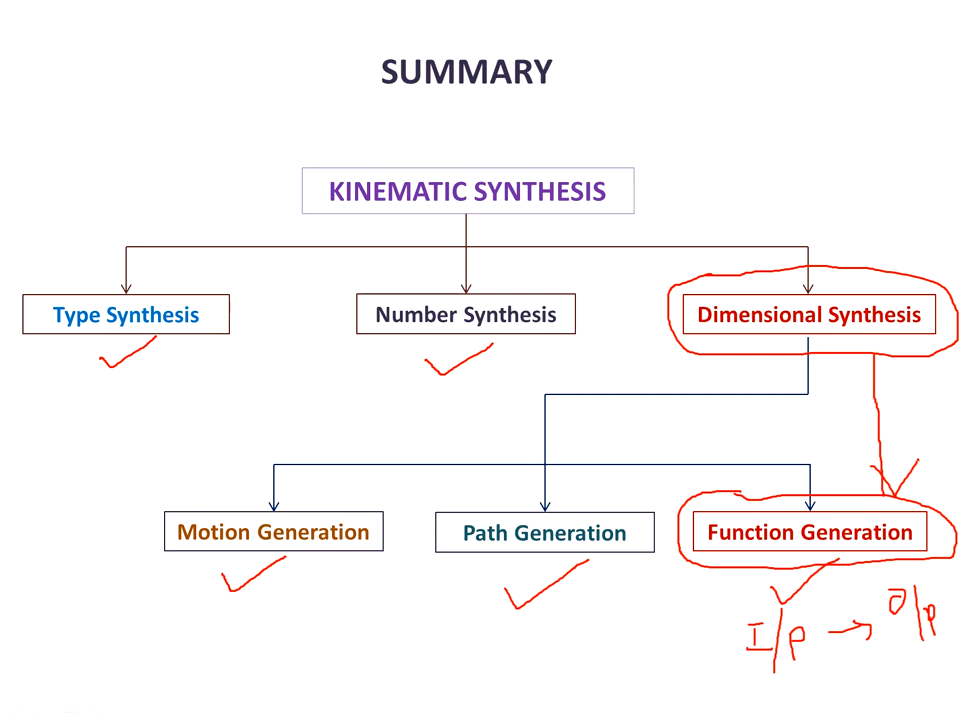 SUMMARY
KINEMATIC SYNTHESIS
Type Synthesis
Number Synthesis
Dimensional Synthesis
Motion Generation
Path Generation
Function Generation
I/P → O/P